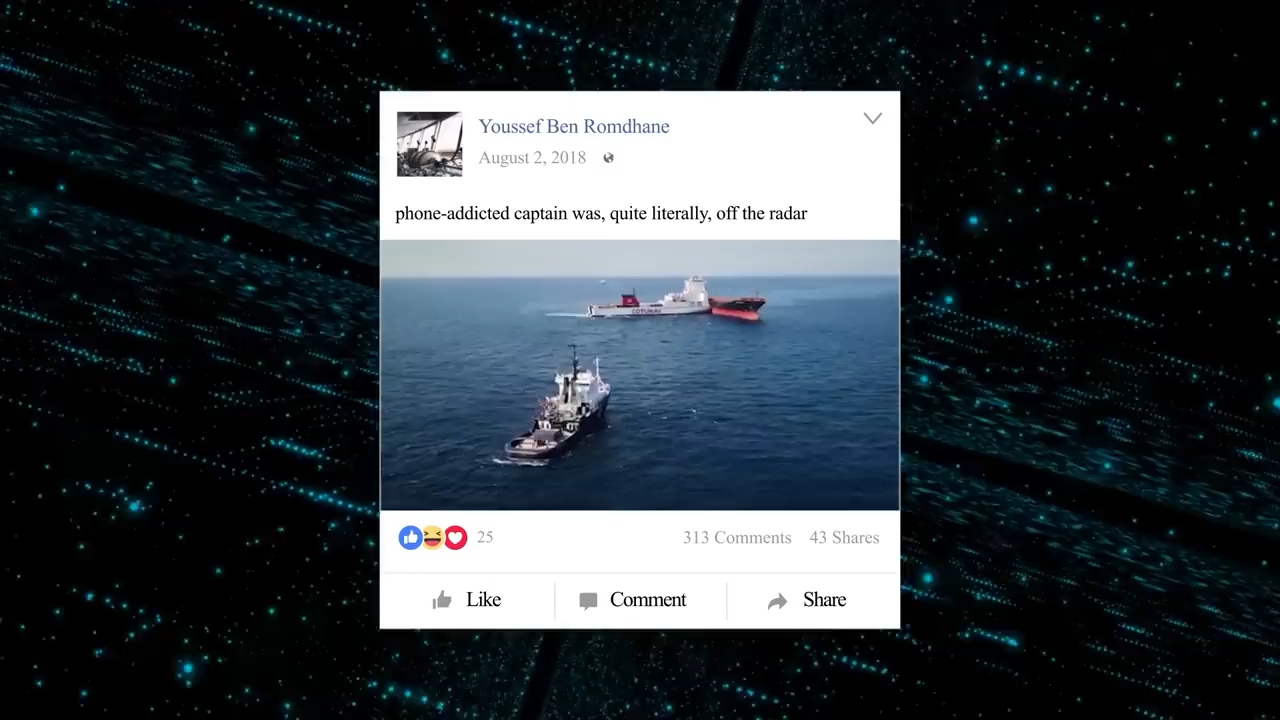 Youssef Ben Romdhane
August 2, 2018
phone-addicted captain was, quite literally, off the radar
COTUNAV
25
313 Comments 43 Shares
Like Comment Share